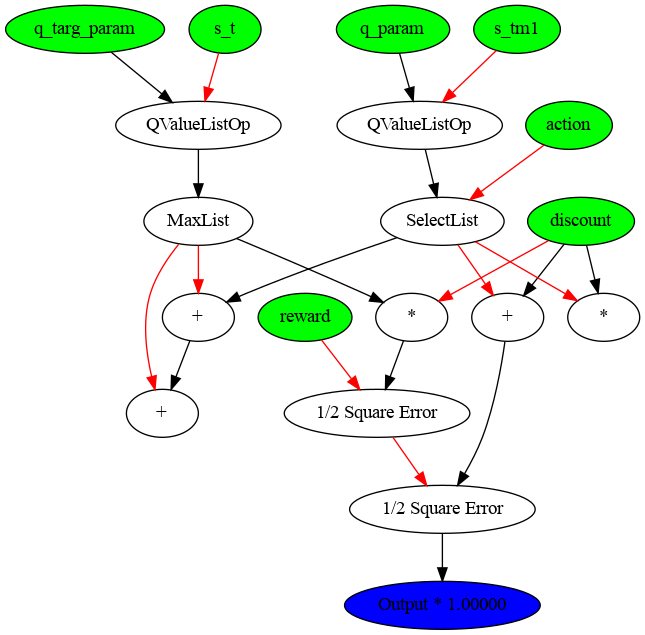 q_targ_param s_t q_param s_tm1
QValueListOp QValueListOp action
MaxList SelectList discount
+ reward * + *
+ 1/2 Square Error
1/2 Square Error
Output * 1.00000